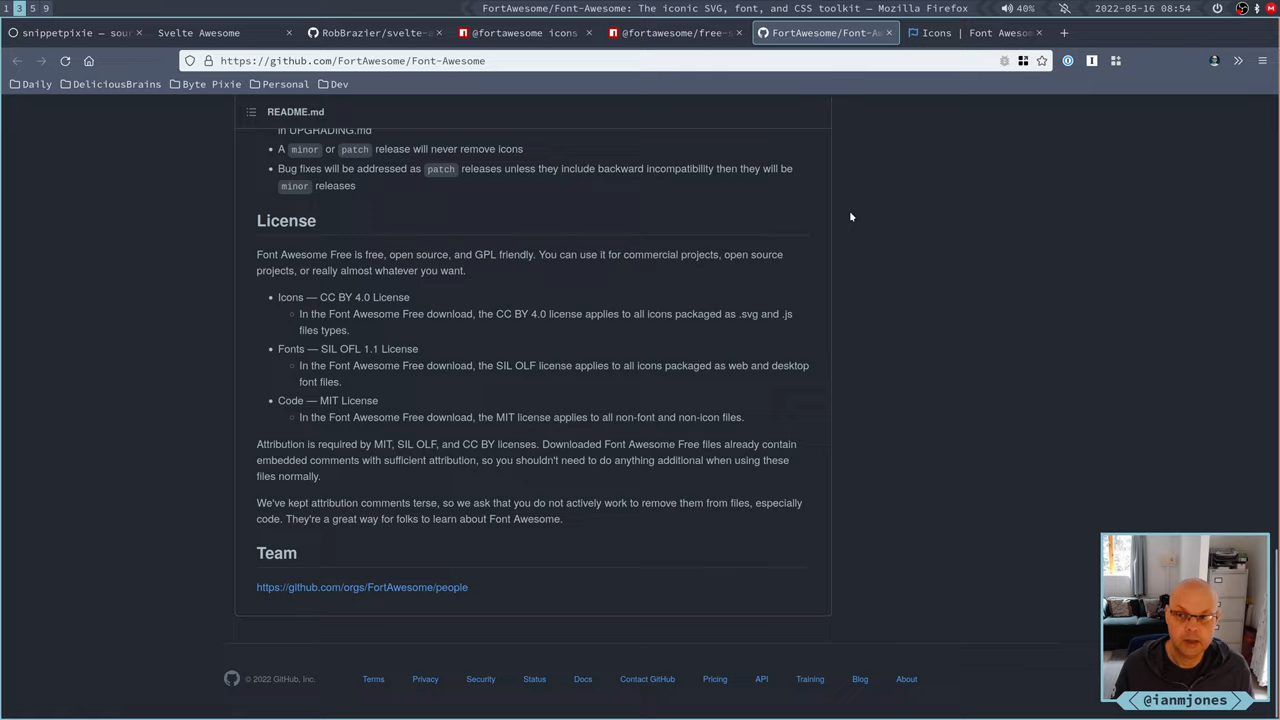 1 3 5 9
FortAwesome/Font-Awesome: The iconic SVG, font, and CSS toolkit — Mozilla Firefox
40%
2022-05-16 08:54
snippetpixie — sour
Svelte Awesome
RobBrazier/svelte-
@fortawesome icons
@fortawesome/free-s
FortAwesome/Font-Aw
Icons | Font Awesom
https://github.com/FortAwesome/Font-Awesome
Daily
DeliciousBrains
Byte Pixie
Personal
Dev
README.md
in UPGRADING.md
• A minor or patch release will never remove icons
• Bug fixes will be addressed as patch releases unless they include backward incompatibility then they will be
minor releases
License
Font Awesome Free is free, open source, and GPL friendly. You can use it for commercial projects, open source
projects, or really almost whatever you want.
• Icons — CC BY 4.0 License
In the Font Awesome Free download, the CC BY 4.0 license applies to all icons packaged as .svg and .js
files types.
• Fonts — SIL OFL 1.1 License
In the Font Awesome Free download, the SIL OLF license applies to all icons packaged as web and desktop
font files.
• Code — MIT License
In the Font Awesome Free download, the MIT license applies to all non-font and non-icon files.
Attribution is required by MIT, SIL OLF, and CC BY licenses. Downloaded Font Awesome Free files already contain
embedded comments with sufficient attribution, so you shouldn't need to do anything additional when using these
files normally.
We've kept attribution comments terse, so we ask that you do not actively work to remove them from files, especially
code. They're a great way for folks to learn about Font Awesome.
Team
https://github.com/orgs/FortAwesome/people
© 2022 GitHub, Inc.
Terms
Privacy
Security
Status
Docs
Contact GitHub
Pricing
API
Training
Blog
About
@ianmjones